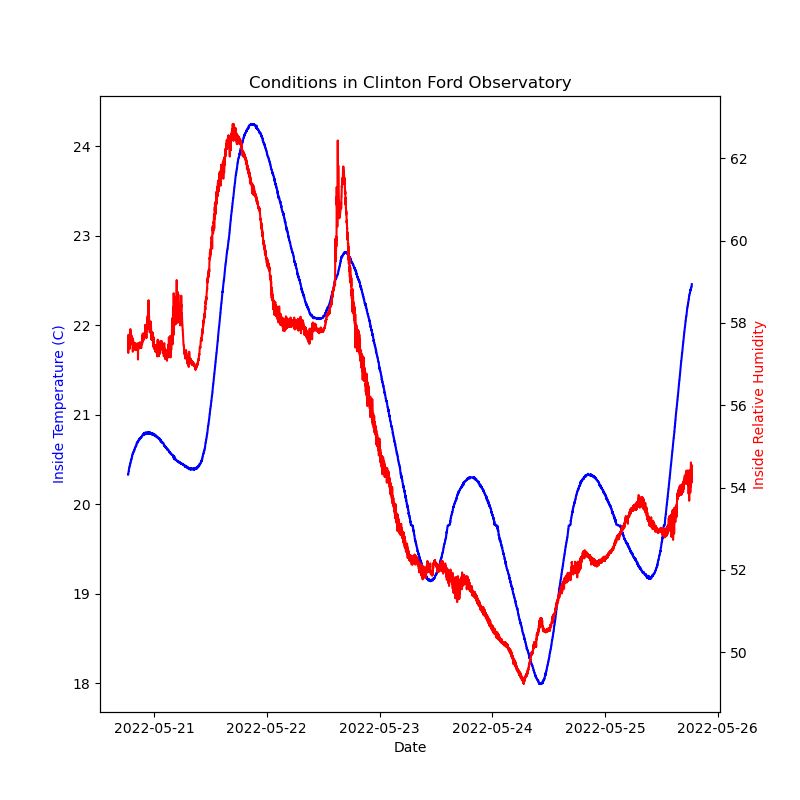 Conditions in Clinton Ford Observatory
Inside Temperature (C)
24
23
22
21
20
19
18
62
60
58
56
54
52
50
Inside Relative Humidity
2022-05-21 2022-05-22 2022-05-23 2022-05-24 2022-05-25 2022-05-26
Date